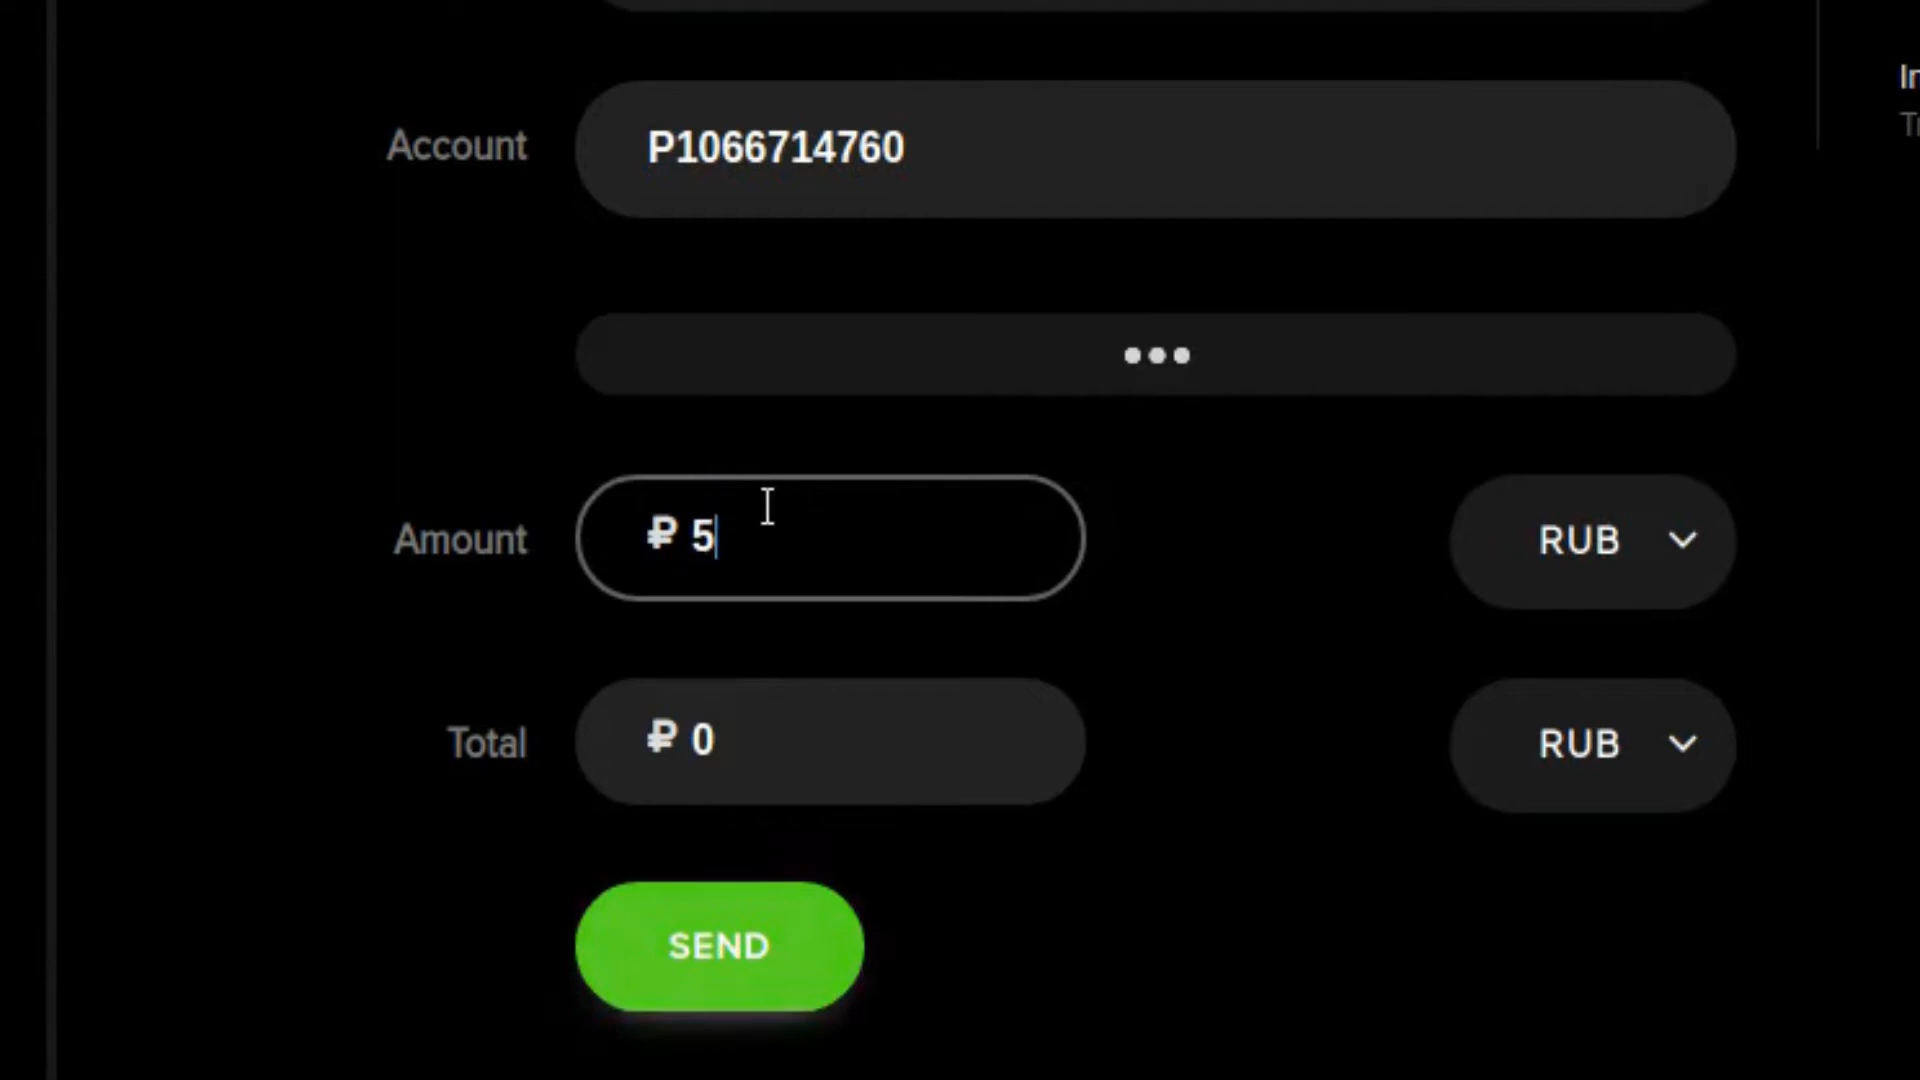 Account
P1066714760
•••
Amount
₽ 5
RUB
Total
₽ 0
RUB
SEND